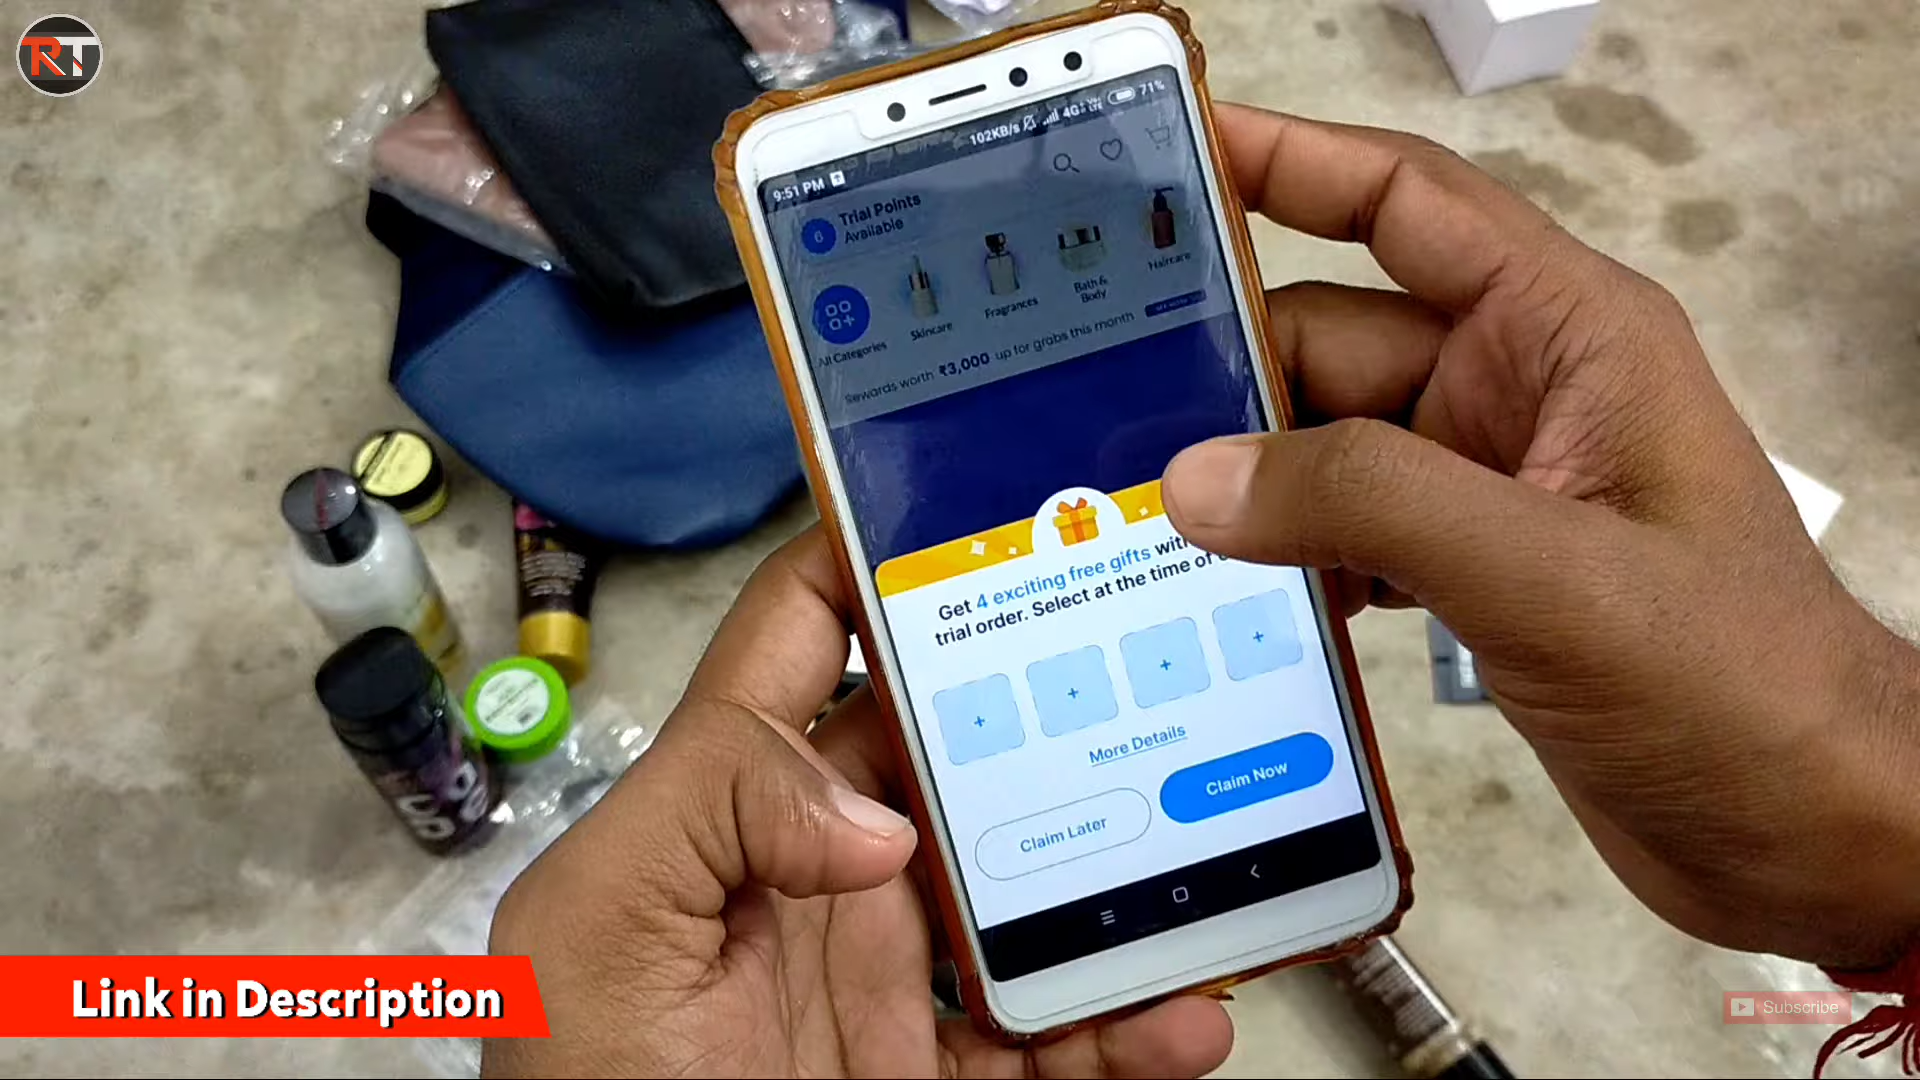 RT
102KB/s 4G 71%
9:51 PM
6
Trial Points
Available
All Categories
Skincare
Fragrances
Bath &
Body
Haircare
Rewards worth ₹3,000 up for grabs this month
Get 4 exciting free gifts with
trial order. Select at the time of
+
+
+
+
More Details
Claim Later
Claim Now
Link in Description
Subscribe